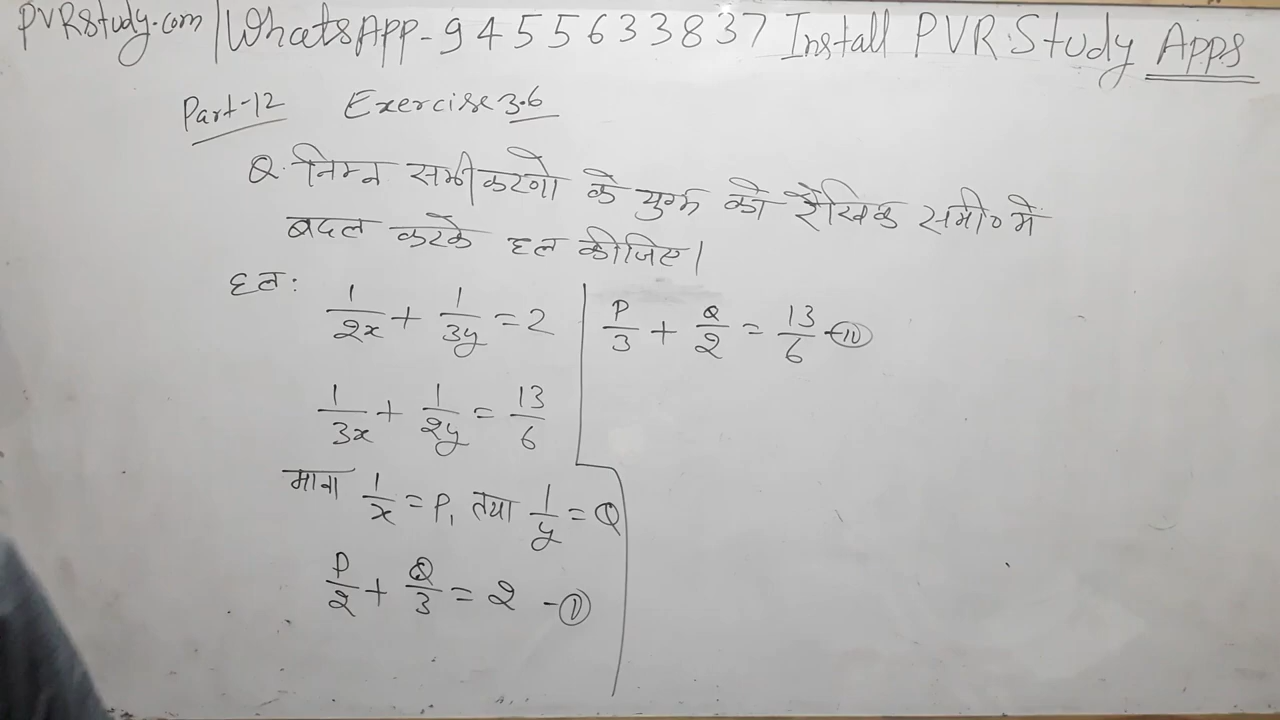 PVRStudy.com | WhatsApp-9455633837 Install PVR Study Apps
Part-12 Exercise 3.6
Q. निम्न समीकरणो के युग्म को रैखिक समी० में
बदल करके हल कीजिए।
हल:
1/2x + 1/3y = 2
1/3x + 1/2y = 13/6
माना 1/x = P, तथा 1/y = Q
P/2 + Q/3 = 2 -(i)
P/3 + Q/2 = 13/6 -(ii)